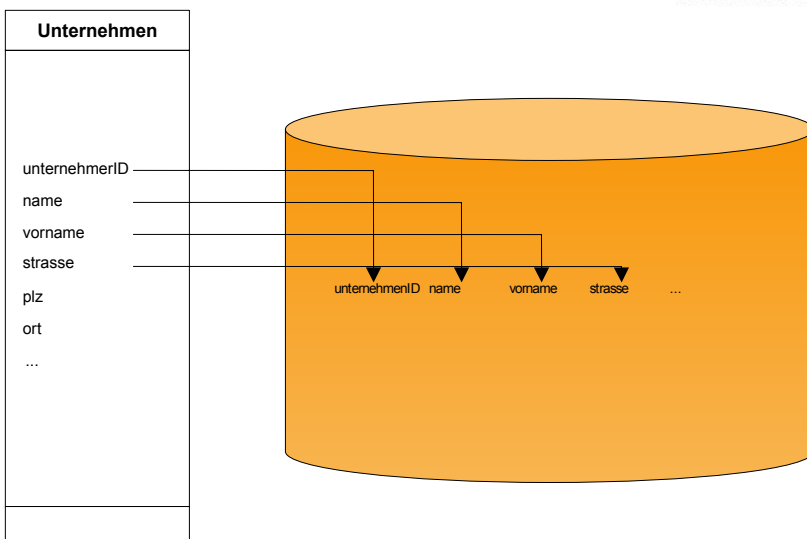 Unternehmen
unternehmerID
name
vorname
strasse
plz
ort
...
unternehmenID name vorname strasse ...